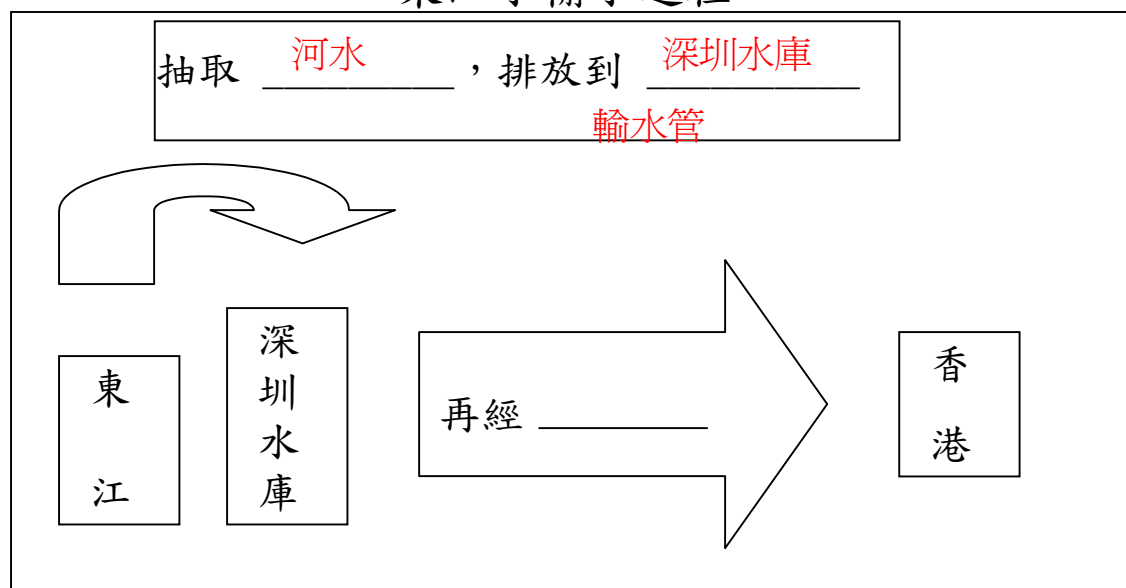 抽取 河水 ，排放到 深圳水庫
輸水管
東江
深圳水庫
再經 ________
香港